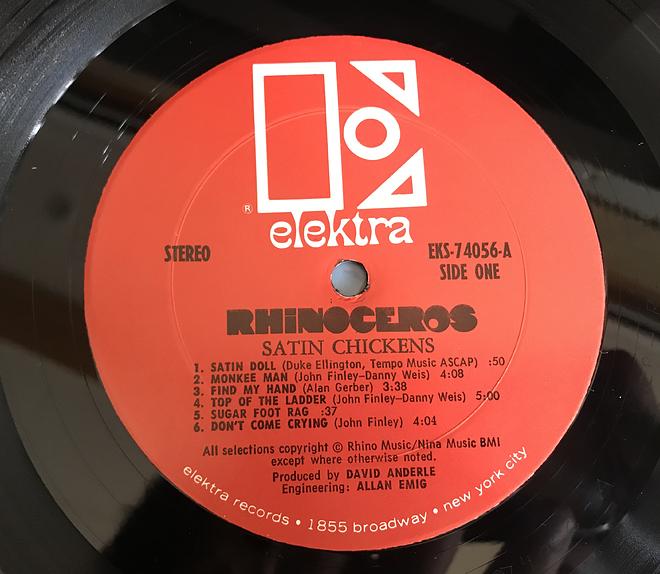 ®
elektra
STEREO
EKS-74056-A
SIDE ONE
RHiNOCEROS
SATIN CHICKENS
1. SATIN DOLL (Duke Ellington, Tempo Music ASCAP) :50
2. MONKEE MAN (John Finley–Danny Weis) 4:08
3. FIND MY HAND (Alan Gerber) 3:38
4. TOP OF THE LADDER (John Finley–Danny Weis) 5:00
5. SUGAR FOOT RAG :37
6. DON'T COME CRYING (John Finley) 4:04
All selections copyright © Rhino Music/Nina Music BMI
except where otherwise noted.
Produced by DAVID ANDERLE
Engineering: ALLAN EMIG
elektra records • 1855 broadway • new york city